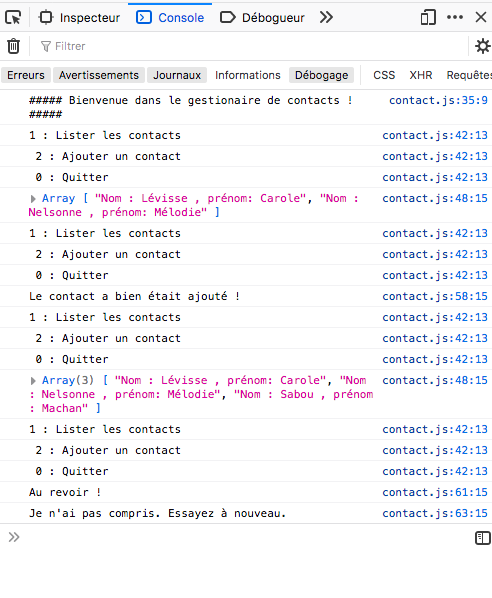 Inspecteur Console Débogueur
Filtrer
Erreurs Avertissements Journaux Informations Débogage CSS XHR Requêtes
##### Bienvenue dans le gestionaire de contacts ! contact.js:35:9
#####
1 : Lister les contacts contact.js:42:13
2 : Ajouter un contact contact.js:42:13
0 : Quitter contact.js:42:13
Array [ "Nom : Lévisse , prénom: Carole", "Nom : contact.js:48:15
Nelsonne , prénom: Mélodie" ]
1 : Lister les contacts contact.js:42:13
2 : Ajouter un contact contact.js:42:13
0 : Quitter contact.js:42:13
Le contact a bien était ajouté ! contact.js:58:15
1 : Lister les contacts contact.js:42:13
2 : Ajouter un contact contact.js:42:13
0 : Quitter contact.js:42:13
Array(3) [ "Nom : Lévisse , prénom: Carole", "Nom contact.js:48:15
: Nelsonne , prénom: Mélodie", "Nom : Sabou , prénom
: Machan" ]
1 : Lister les contacts contact.js:42:13
2 : Ajouter un contact contact.js:42:13
0 : Quitter contact.js:42:13
Au revoir ! contact.js:61:15
Je n'ai pas compris. Essayez à nouveau. contact.js:63:15